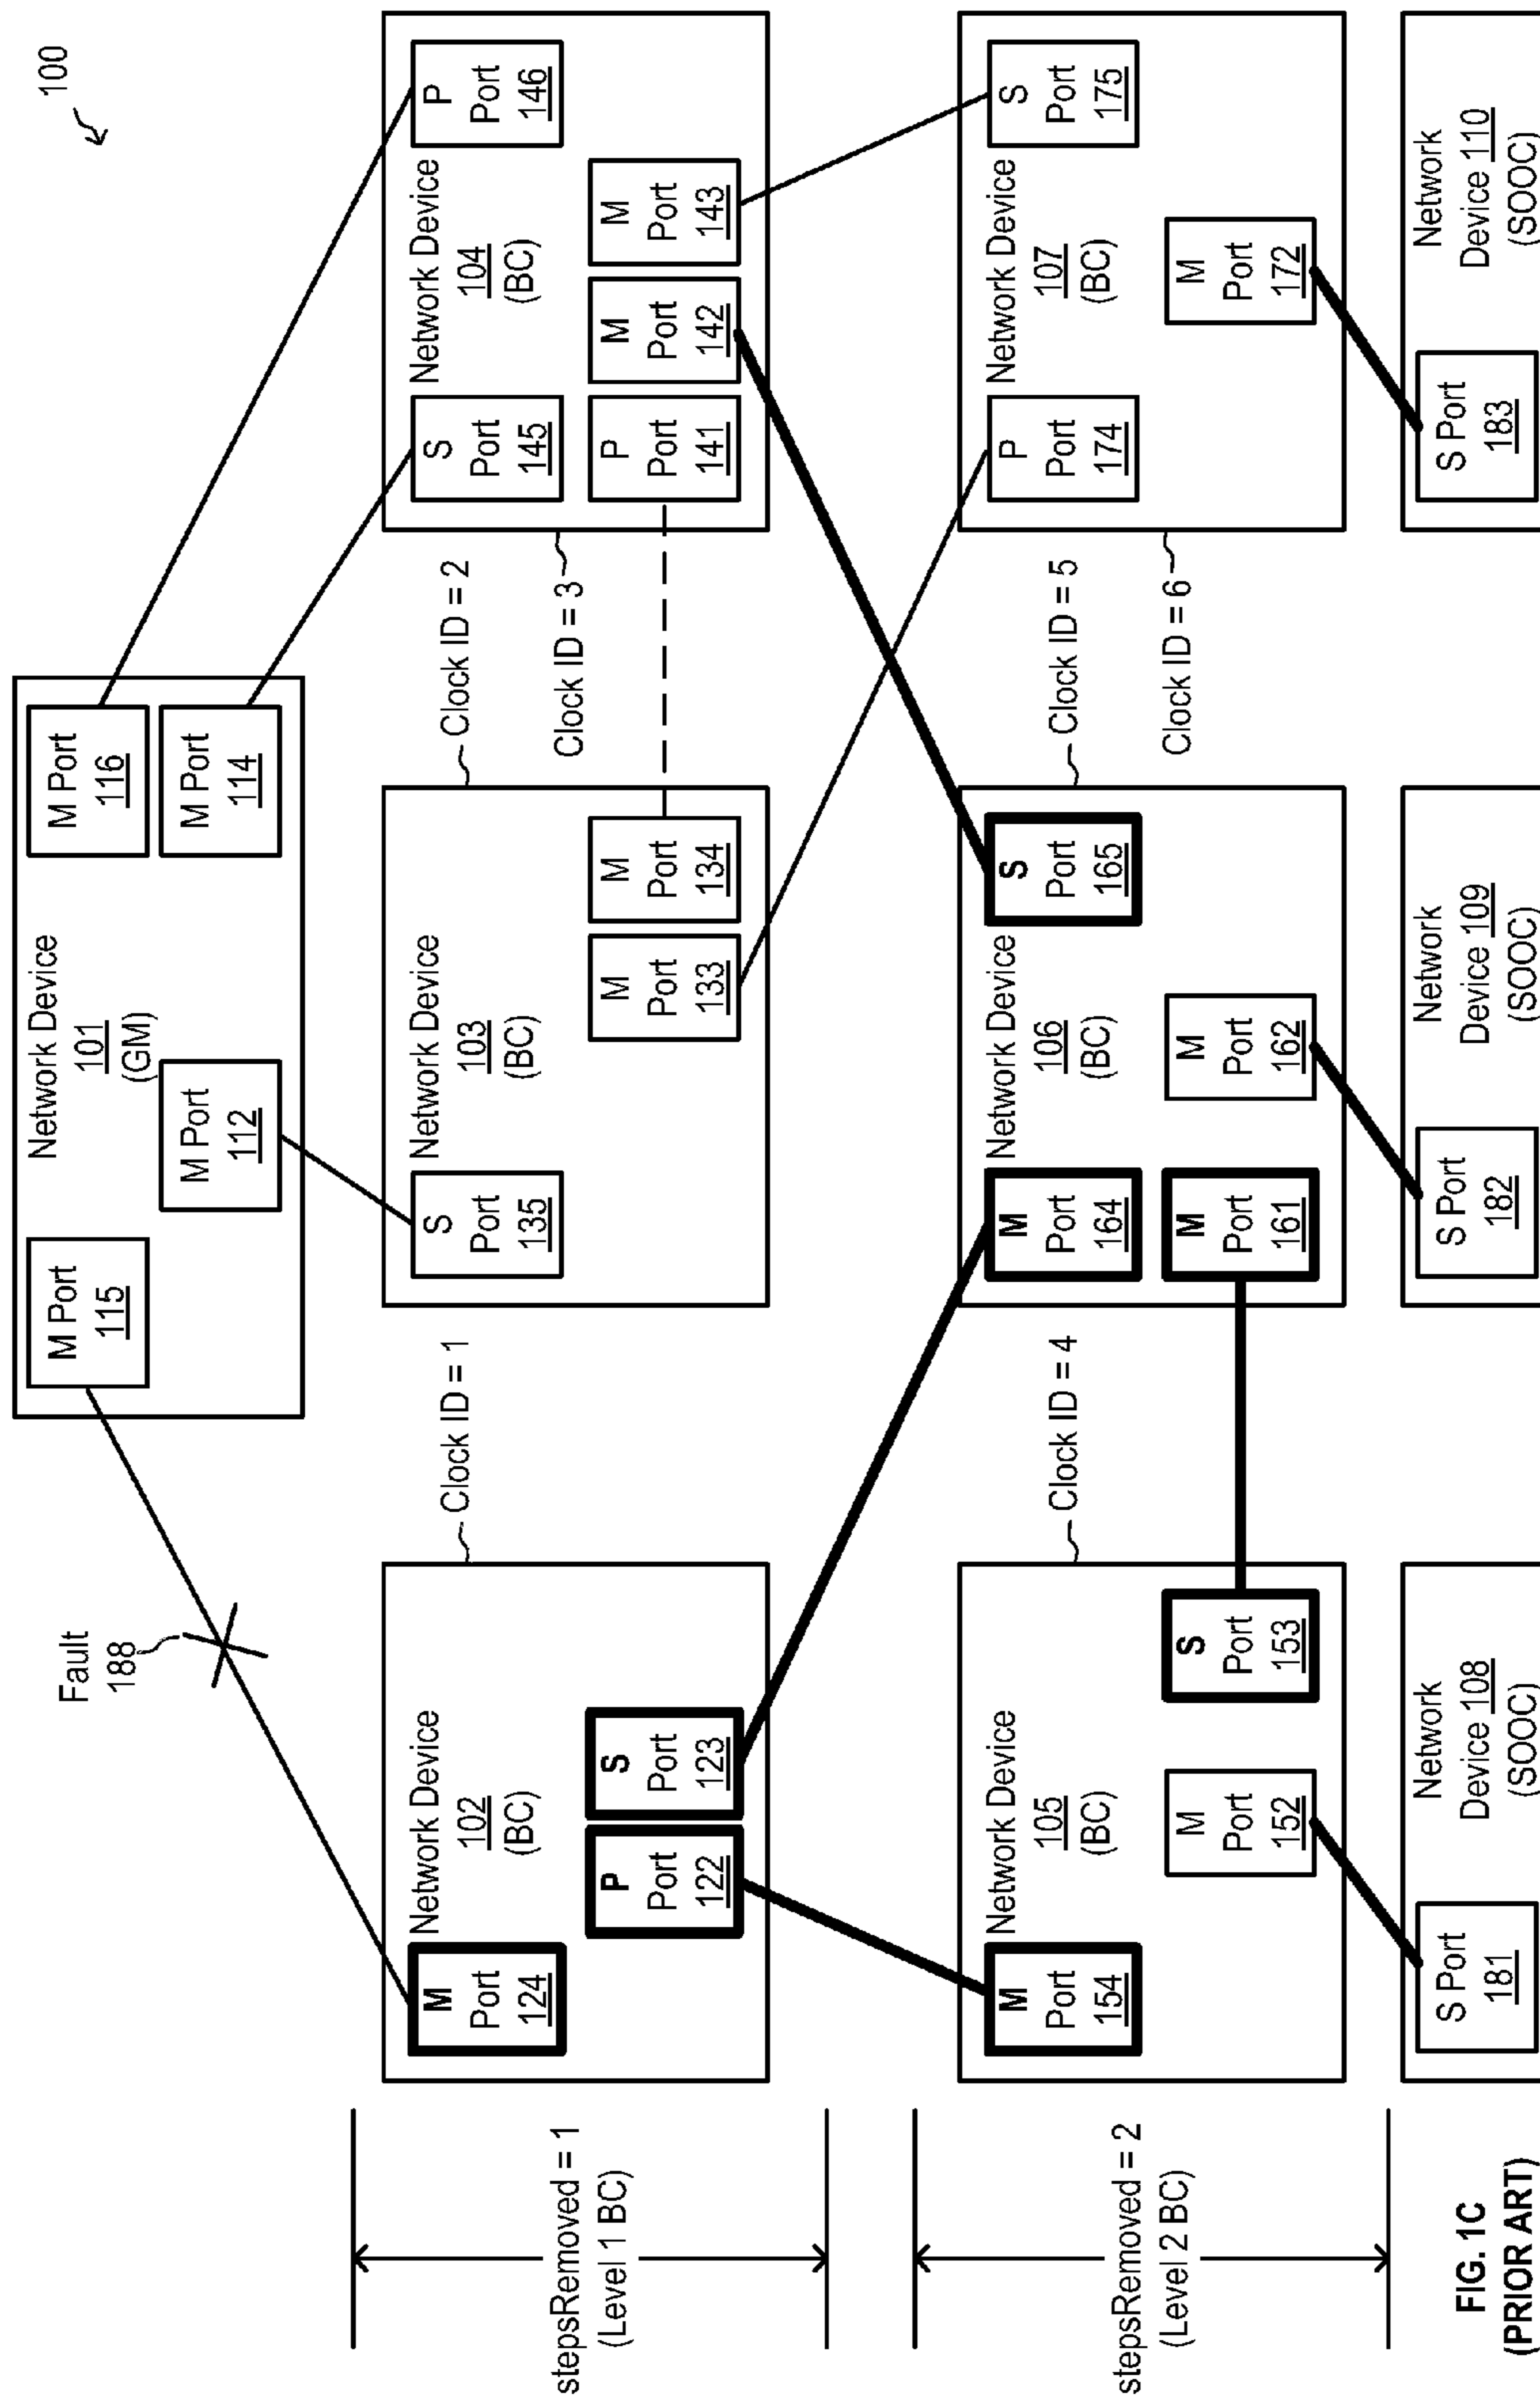 100
Network Device
101
(GM)
M Port
115
M Port
112
M Port
116
M Port
114
Fault
188
Network Device
102
(BC)
M
Port
124
P
Port
122
S
Port
123
Clock ID = 1
Network Device
103
(BC)
S
Port
135
M
Port
133
M
Port
134
Clock ID = 2
Network Device
104
(BC)
S
Port
145
P
Port
146
P
Port
141
M
Port
142
M
Port
143
Clock ID = 3
stepsRemoved = 1
(Level 1 BC)
Network Device
105
(BC)
M
Port
154
M
Port
152
S
Port
153
Clock ID = 4
Network Device
106
(BC)
M
Port
164
S
Port
165
M
Port
161
M
Port
162
Clock ID = 5
Network Device
107
(BC)
P
Port
174
S
Port
175
M
Port
172
Clock ID = 6
stepsRemoved = 2
(Level 2 BC)
S Port
181
Network
Device 108
(SOOC)
S Port
182
Network
Device 109
(SOOC)
S Port
183
Network
Device 110
(SOOC)
FIG. 1C
(PRIOR ART)